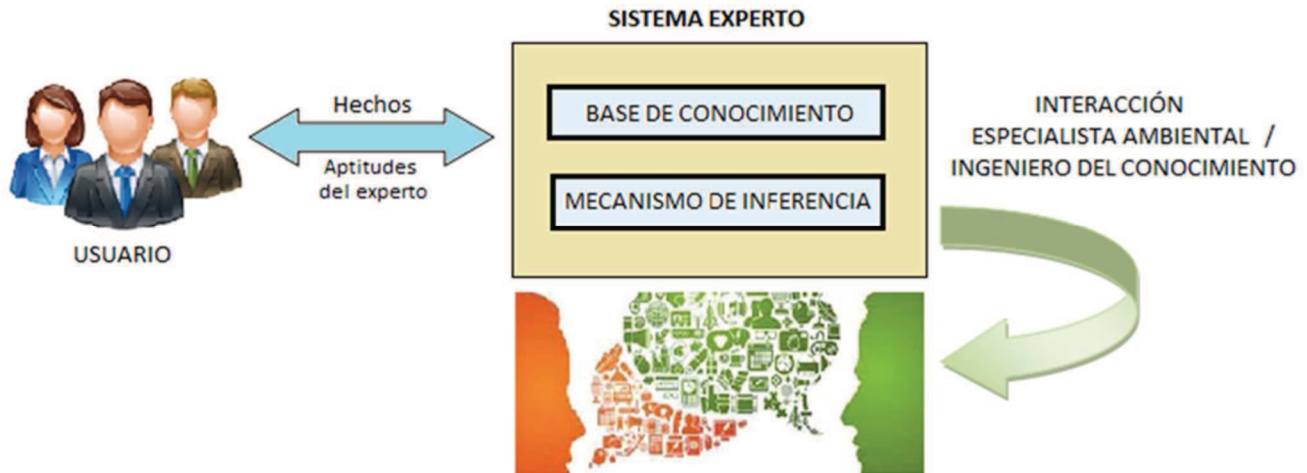 SISTEMA EXPERTO
Hechos
Aptitudes
del experto
USUARIO
BASE DE CONOCIMIENTO
MECANISMO DE INFERENCIA
INTERACCIÓN
ESPECIALISTA AMBIENTAL /
INGENIERO DEL CONOCIMIENTO